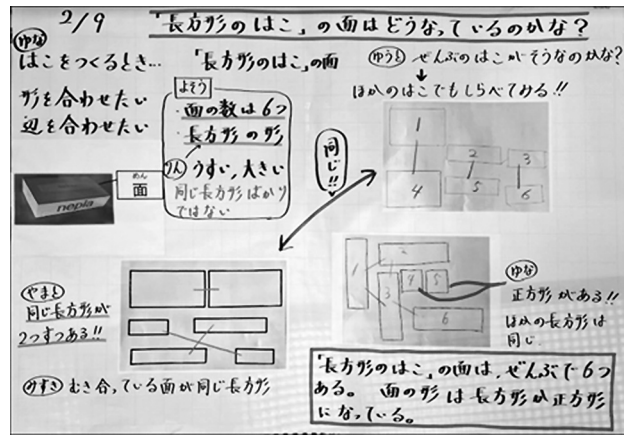 2/9
「長方形のはこ」の面はどうなっているのかな？
ゆな
はこをつくるとき…
形を合わせたい
辺を合わせたい
「長方形のはこ」の面
よそう
・面の数は6つ
・長方形の形
りん うすい，大きい
同じ長方形ばかり
ではない
めん
面
nepia
ゆうと ぜんぶのはこがそうなのかな？
ほかのはこでもしらべてみる!!
同じ!!
1
2
3
4
5
6
やまと
同じ長方形が
2つずつある!!
みずき むき合っている面が同じ長方形
1
2
3
4
5
6
ゆな
正方形がある!!
ほかの長方形は
同じ．
「長方形のはこ」の面は，ぜんぶで6つ
ある。 面の形は長方形か正方形
になっている。